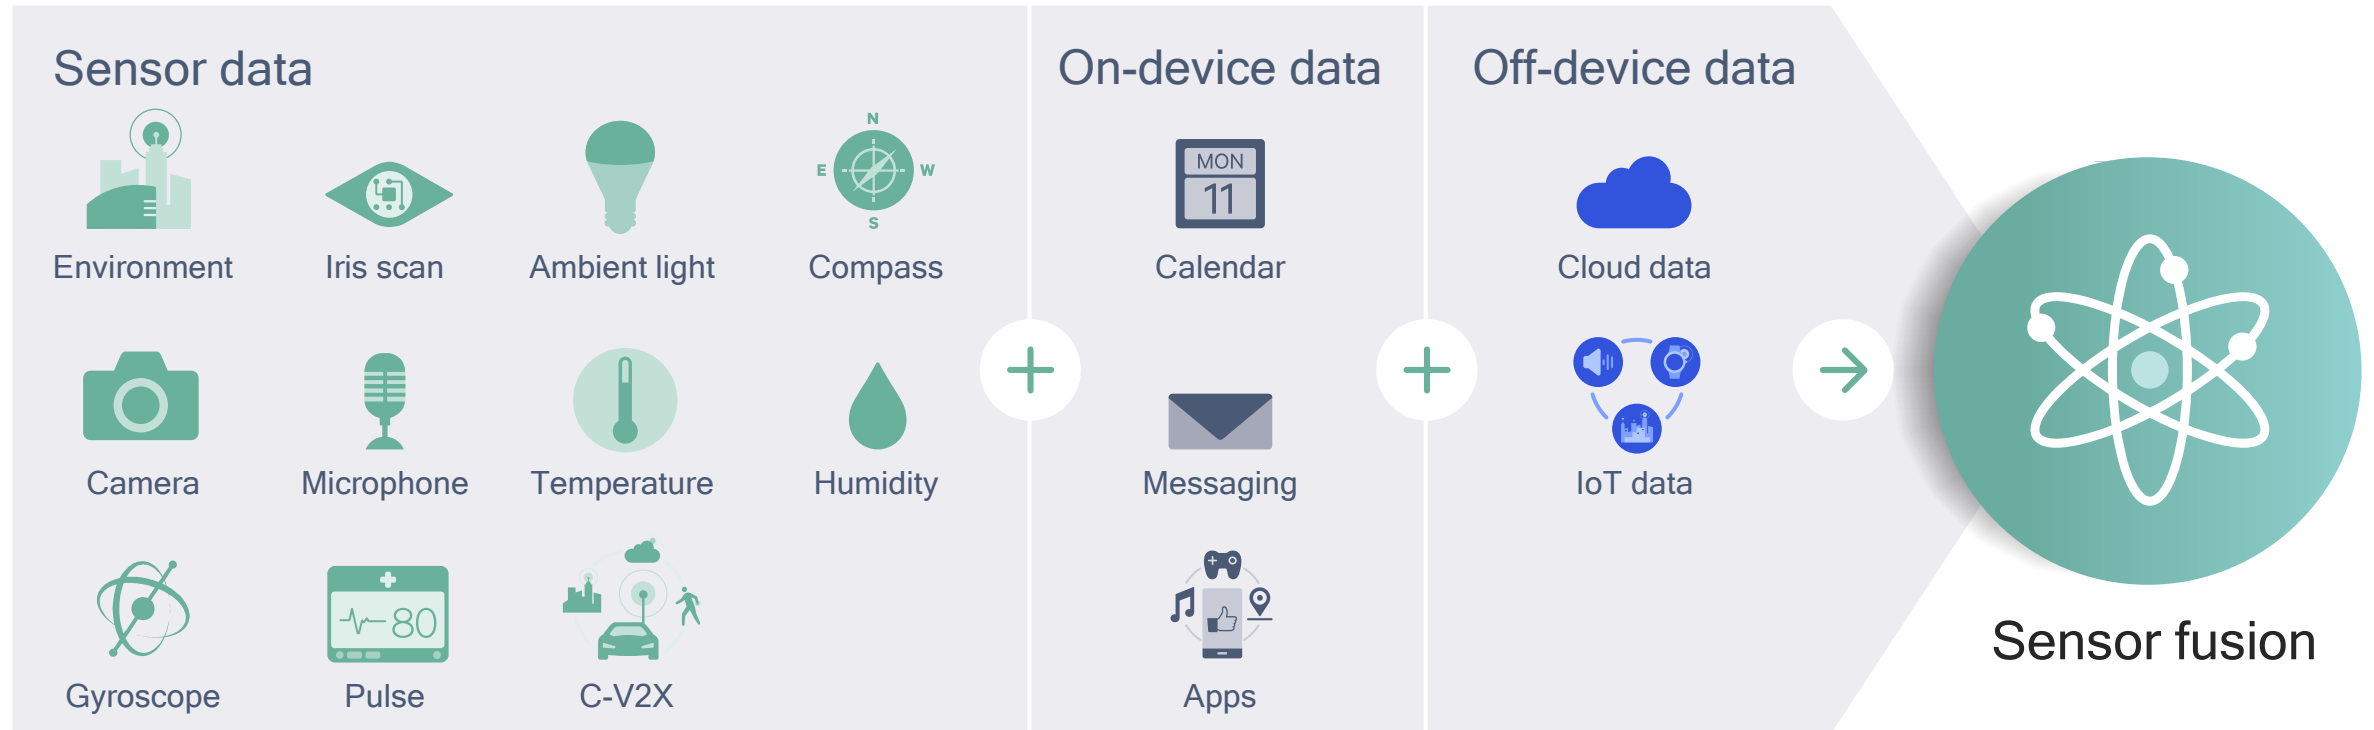 Sensor data
On-device data
Off-device data
N
E
W
S
MON
11
Environment
Iris scan
Ambient light
Compass
Calendar
Cloud data
Camera
Microphone
Temperature
Humidity
Messaging
IoT data
80
Gyroscope
Pulse
C-V2X
Apps
Sensor fusion